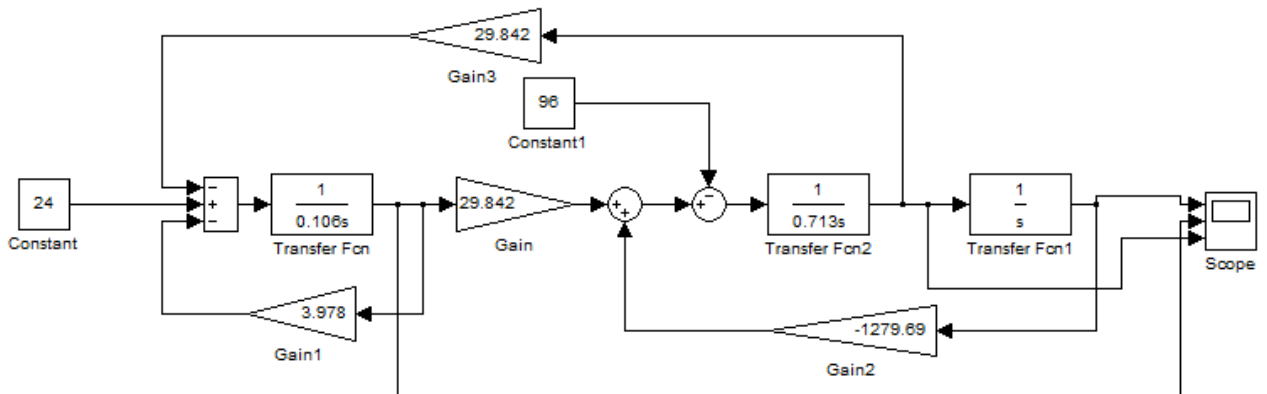 29.842
Gain3
96
Constant1
−
−
+
−
24
Constant
1
0.106s
Transfer Fcn
29.842
Gain
+
+
−
1
0.713s
Transfer Fcn2
1
s
Transfer Fcn1
Scope
3.978
Gain1
-1279.69
Gain2